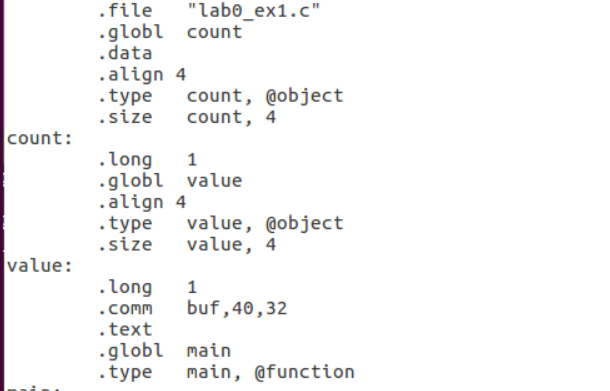 .file "lab0_ex1.c"
.globl count
.data
.align 4
.type count, @object
.size count, 4
count:
.long 1
.globl value
.align 4
.type value, @object
.size value, 4
value:
.long 1
.comm buf,40,32
.text
.globl main
.type main, @function
main: